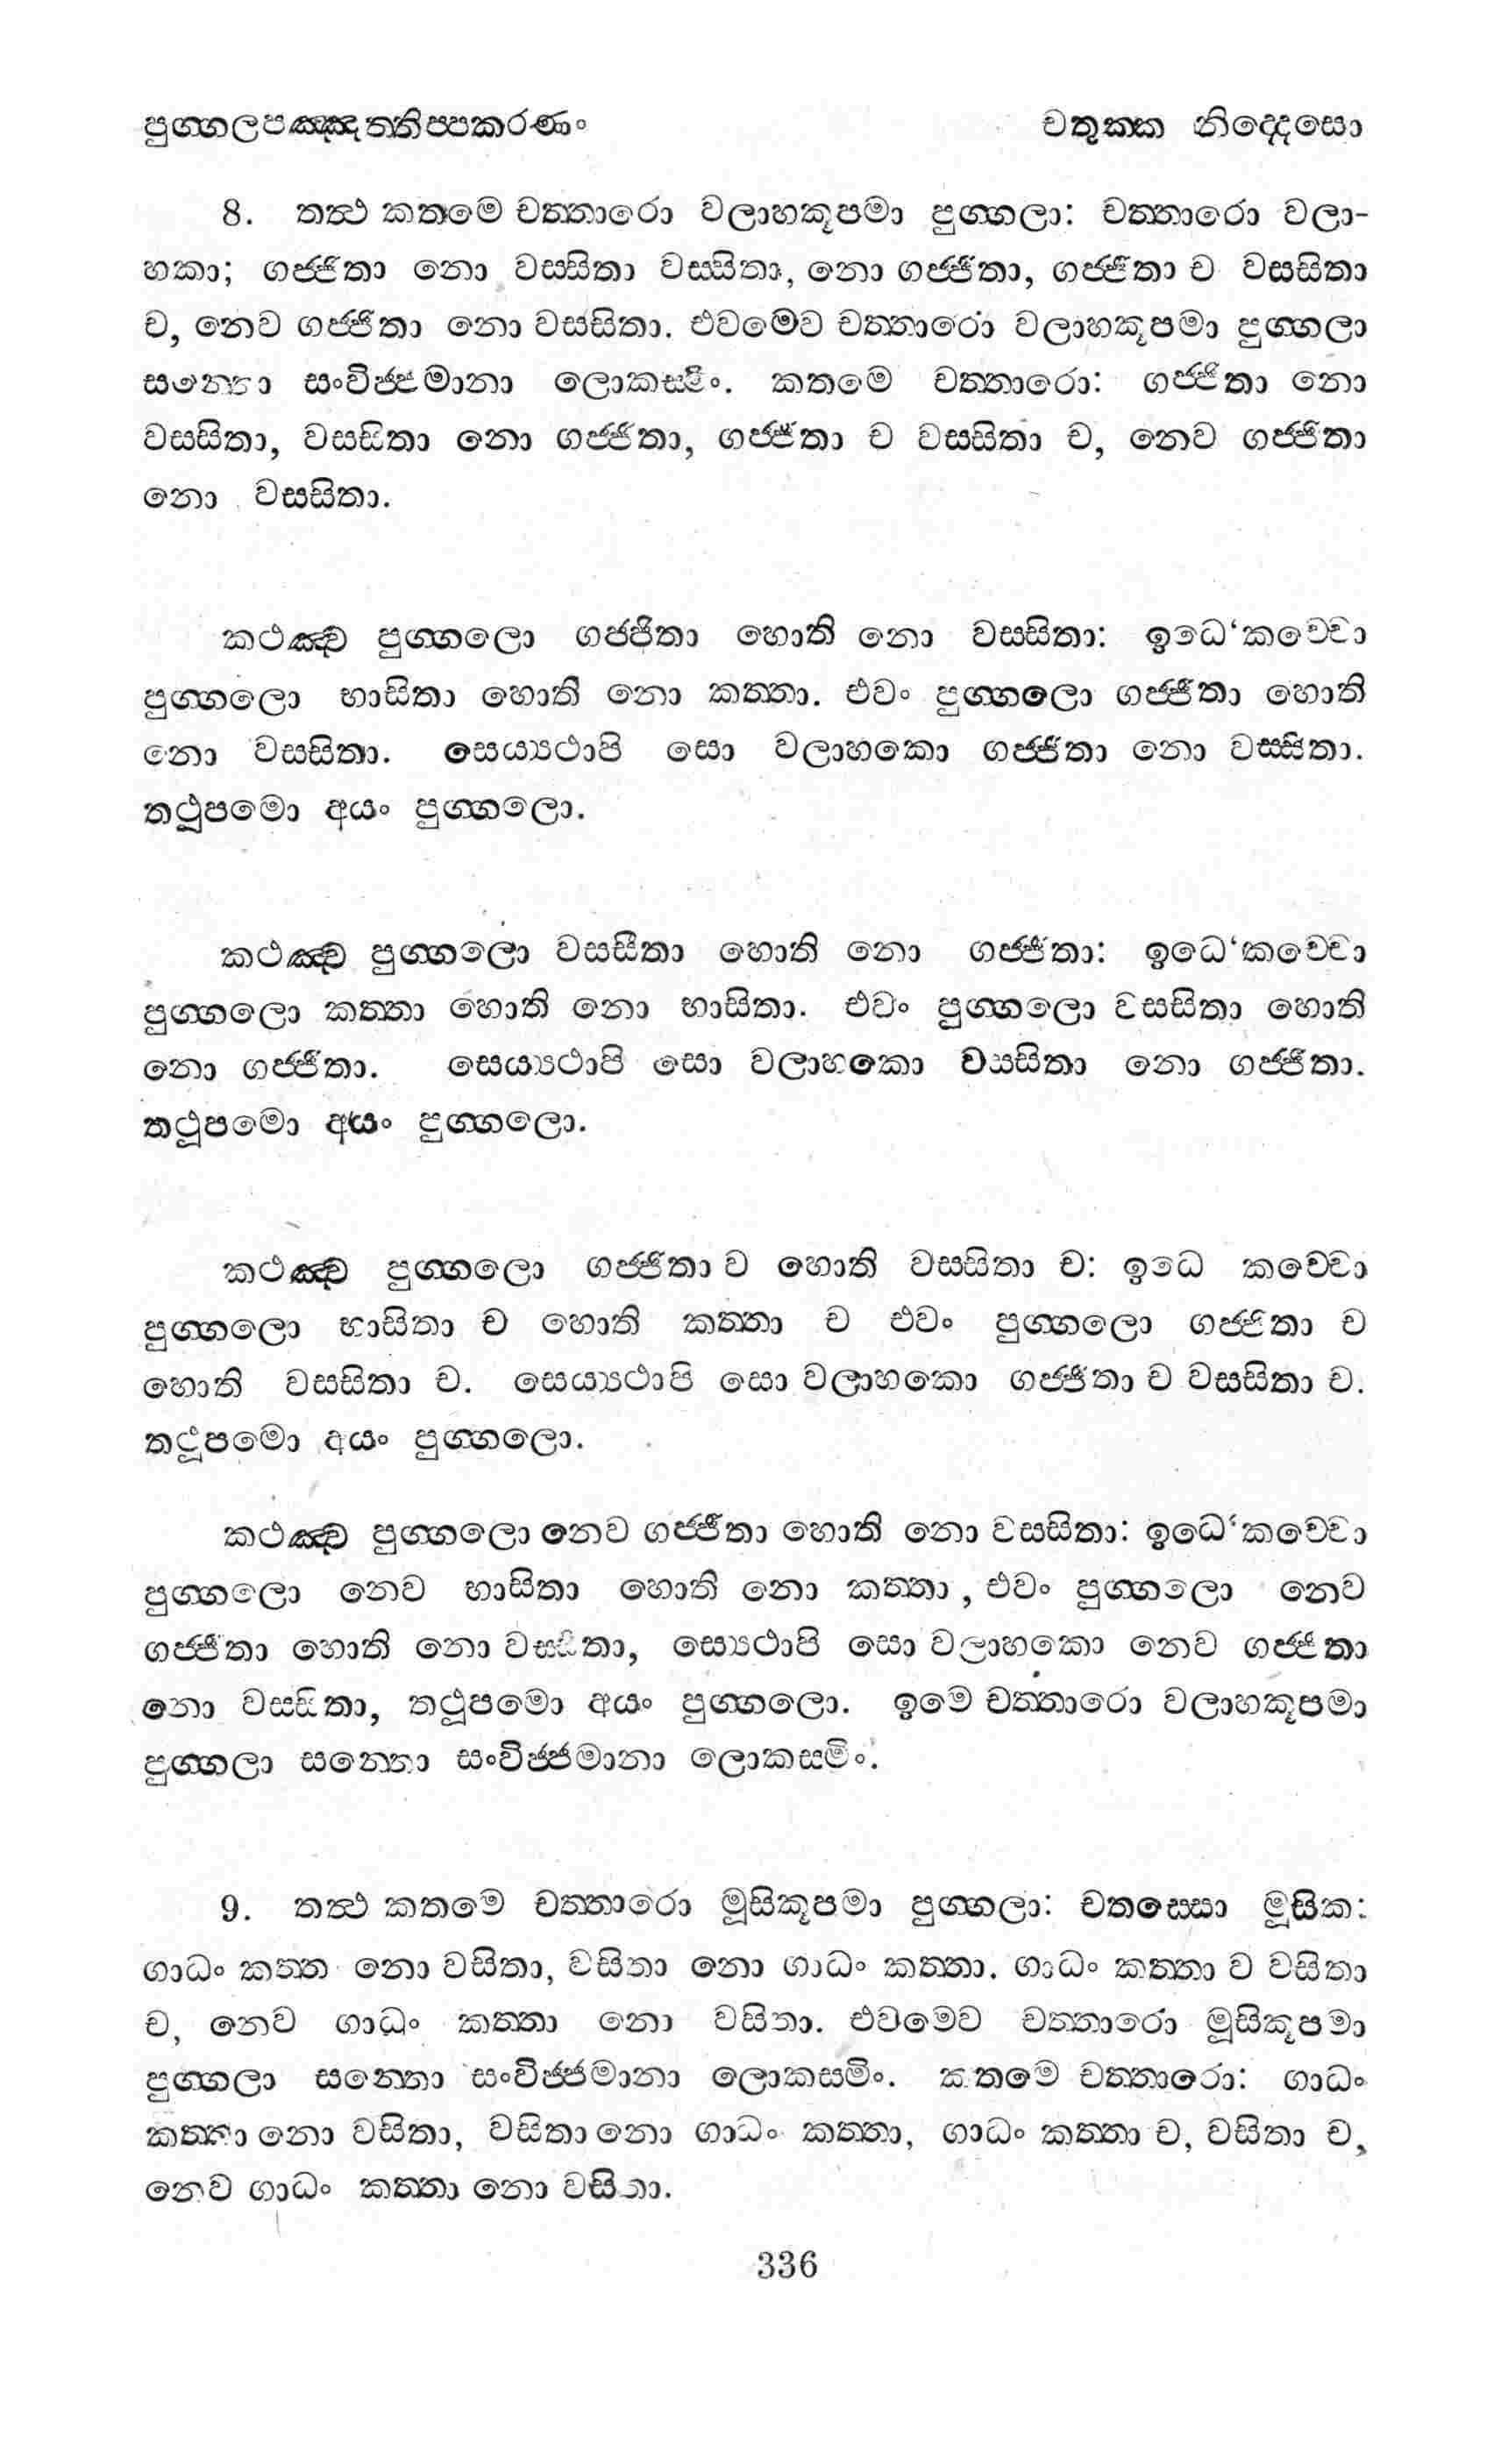 පුග්ගලපඤ්ඤත්තිප්පකරණං	චතුක්ක නිද්දෙසො
8. තත්ථ කතමෙ චත්තාරො වලාහකූපමා පුග්ගලා: චත්තාරො වලා-
හකා; ගජ්ජිතා නො වස්සිතා වස්සිතා, නො ගජ්ජිතා, ගජ්ජිතා ච වස්සිතා
ච, නෙව ගජ්ජිතා නො වස්සිතා. එවමෙව චත්තාරො වලාහකූපමා පුග්ගලා
සන්තො සංවිජ්ජමානා ලොකස්මිං. කතමෙ චත්තාරො: ගජ්ජිතා නො
වස්සිතා, වස්සිතා නො ගජ්ජිතා, ගජ්ජිතා ච වස්සිතා ච, නෙව ගජ්ජිතා
නො වස්සිතා.
කථඤ්ච පුග්ගලො ගජ්ජිතා හොති නො වස්සිතා: ඉධෙ‘කච්චො
පුග්ගලො භාසිතා හොති නො කත්තා. එවං පුග්ගලො ගජ්ජිතා හොති
නො වස්සිතා. සෙය්‍යථාපි සො වලාහකො ගජ්ජිතා නො වස්සිතා.
තථූපමො අයං පුග්ගලො.
කථඤ්ච පුග්ගලො වස්සිතා හොති නො ගජ්ජිතා: ඉධෙ‘කච්චො
පුග්ගලො කත්තා හොති නො භාසිතා. එවං පුග්ගලො වස්සිතා හොති
නො ගජ්ජිතා. සෙය්‍යථාපි සො වලාහකො වස්සිතා නො ගජ්ජිතා.
තථූපමො අයං පුග්ගලො.
කථඤ්ච පුග්ගලො ගජ්ජිතා ච හොති වස්සිතා ච: ඉධෙ කච්චො
පුග්ගලො භාසිතා ච හොති කත්තා ච එවං පුග්ගලො ගජ්ජිතා ච
හොති වස්සිතා ච. සෙය්‍යථාපි සො වලාහකො ගජ්ජිතා ච වස්සිතා ච.
තථූපමො අයං පුග්ගලො.
කථඤ්ච පුග්ගලො නෙව ගජ්ජිතා හොති නො වස්සිතා: ඉධෙ‘කච්චො
පුග්ගලො නෙව භාසිතා හොති නො කත්තා, එවං පුග්ගලො නෙව
ගජ්ජිතා හොති නො වස්සිතා, ස්‍යෙථාපි සො වලාහකො නෙව ගජ්ජිතා
නො වස්සිතා, තථූපමො අයං පුග්ගලො. ඉමෙ චත්තාරො වලාහකූපමා
පුග්ගලා සන්තො සංවිජ්ජමානා ලොකස්මිං.
9. තත්ථ කතමෙ චත්තාරො මූසිකූපමා පුග්ගලා: චතස්සො මූසික:
ගාධං කත්ත නො වසිතා, වසිතා නො ගාධං කත්තා. ගාධං කත්තා ච වසිතා
ච, නෙව ගාධං කත්තා නො වසිතා. එවමෙව චත්තාරො මූසිකූපමා
පුග්ගලා සන්තො සංවිජ්ජමානා ලොකස්මිං. කතමෙ චත්තාරො: ගාධං
කත්තා නො වසිතා, වසිතා නො ගාධං කත්තා, ගාධං කත්තා ච, වසිතා ච,
නෙව ගාධං කත්තා නො වසිතා.
336